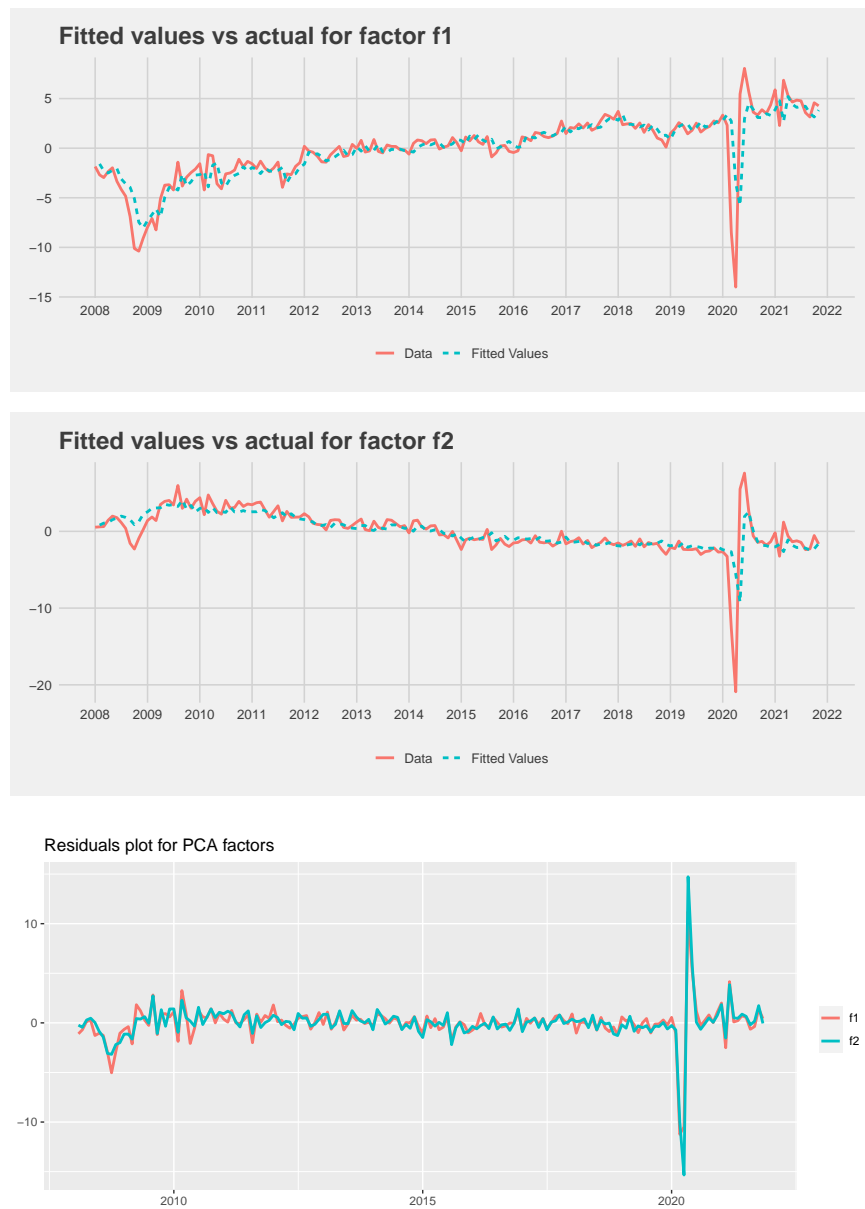 Fitted values vs actual for factor f1
5
0
−5
−10
−15
2008 2009 2010 2011 2012 2013 2014 2015 2016 2017 2018 2019 2020 2021 2022
Data Fitted Values
Fitted values vs actual for factor f2
0
−10
−20
2008 2009 2010 2011 2012 2013 2014 2015 2016 2017 2018 2019 2020 2021 2022
Data Fitted Values
Residuals plot for PCA factors
10
0
−10
2010 2015 2020
f1
f2